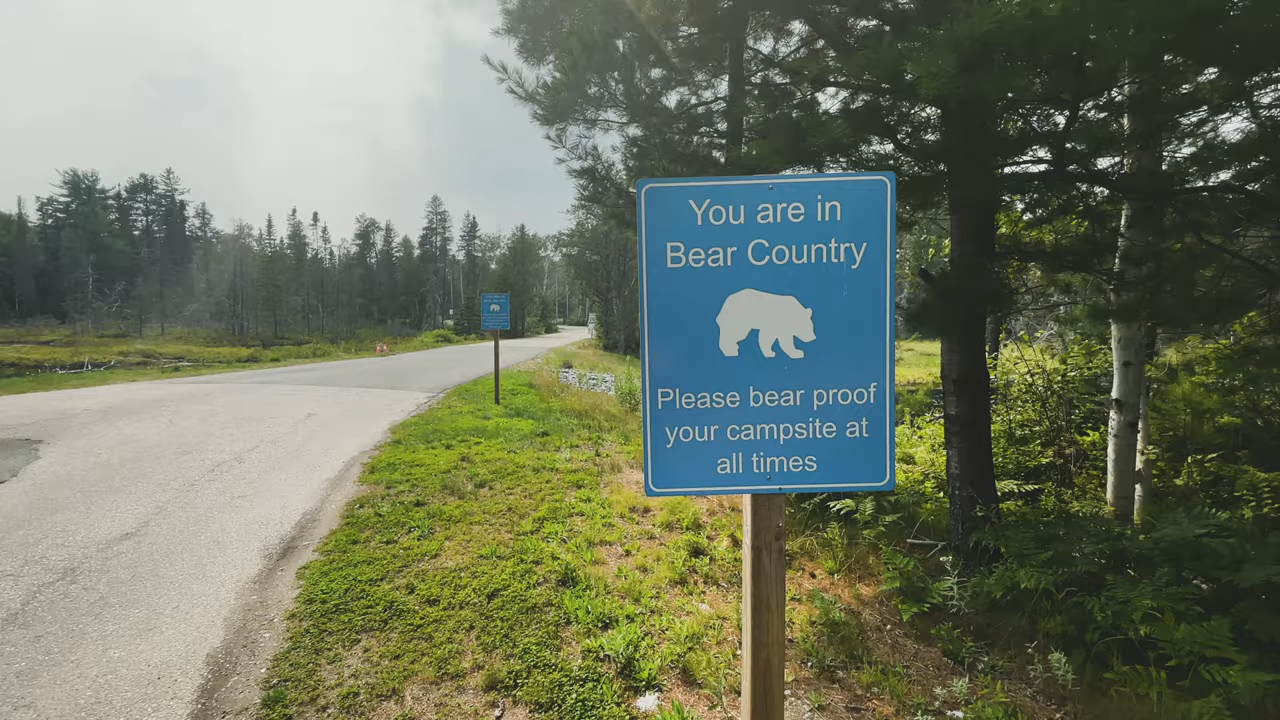 You are in
Bear Country
Please bear proof
your campsite at
all times